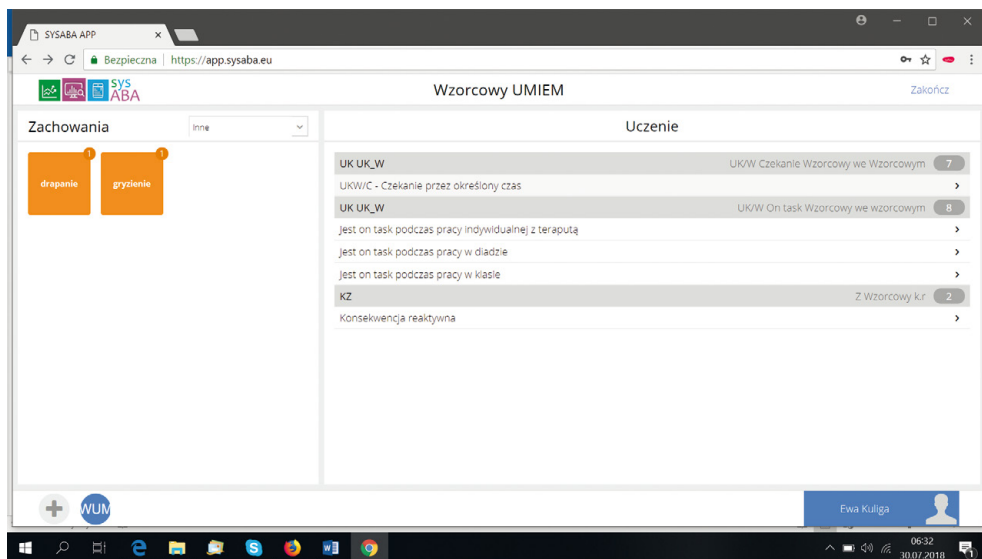 SYSABA APP
Bezpieczna https://app.sysaba.eu
sys
ABA
Wzorcowy UMIEM
Zakończ
Zachowania
Inne
Uczenie
1
1
drapanie
gryzienie
UK UK_W UK/W Czekanie Wzorcowy we Wzorcowym 7
UKW/C - Czekanie przez określony czas
UK UK_W UK/W On task Wzorcowy we wzorcowym 8
Jest on task podczas pracy indywidualnej z teraputą
Jest on task podczas pracy w diadzie
Jest on task podczas pracy w klasie
KZ Z Wzorcowy k.r 2
Konsekwencja reaktywna
WUM
Ewa Kuliga
06:32
30.07.2018